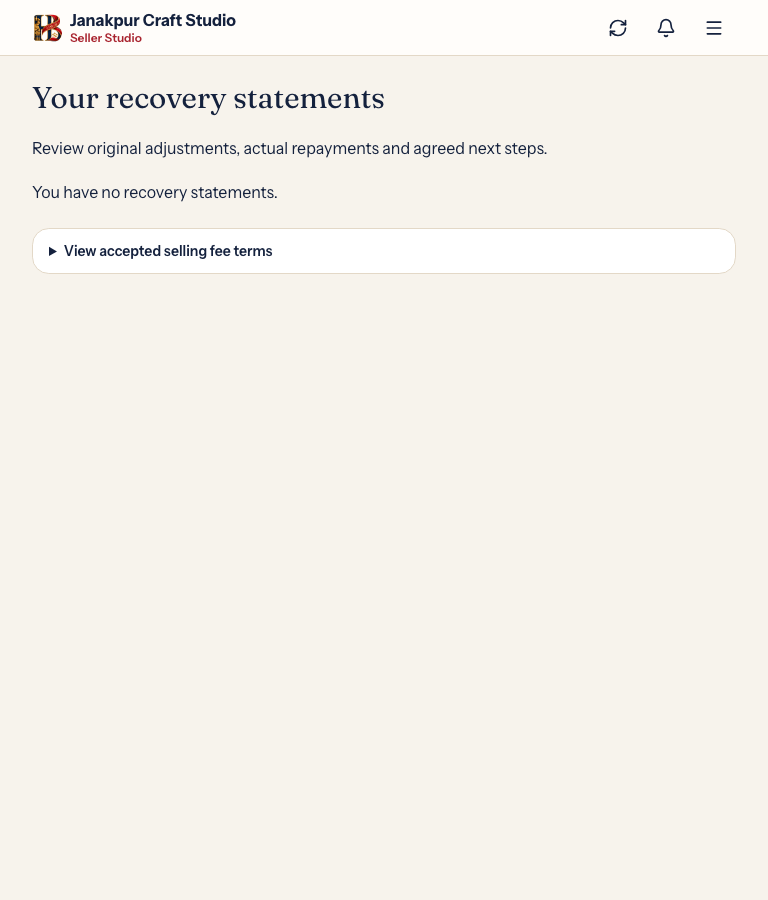 Janakpur Craft Studio
Seller Studio
Your recovery statements
Review original adjustments, actual repayments and agreed next steps.
You have no recovery statements.
View accepted selling fee terms